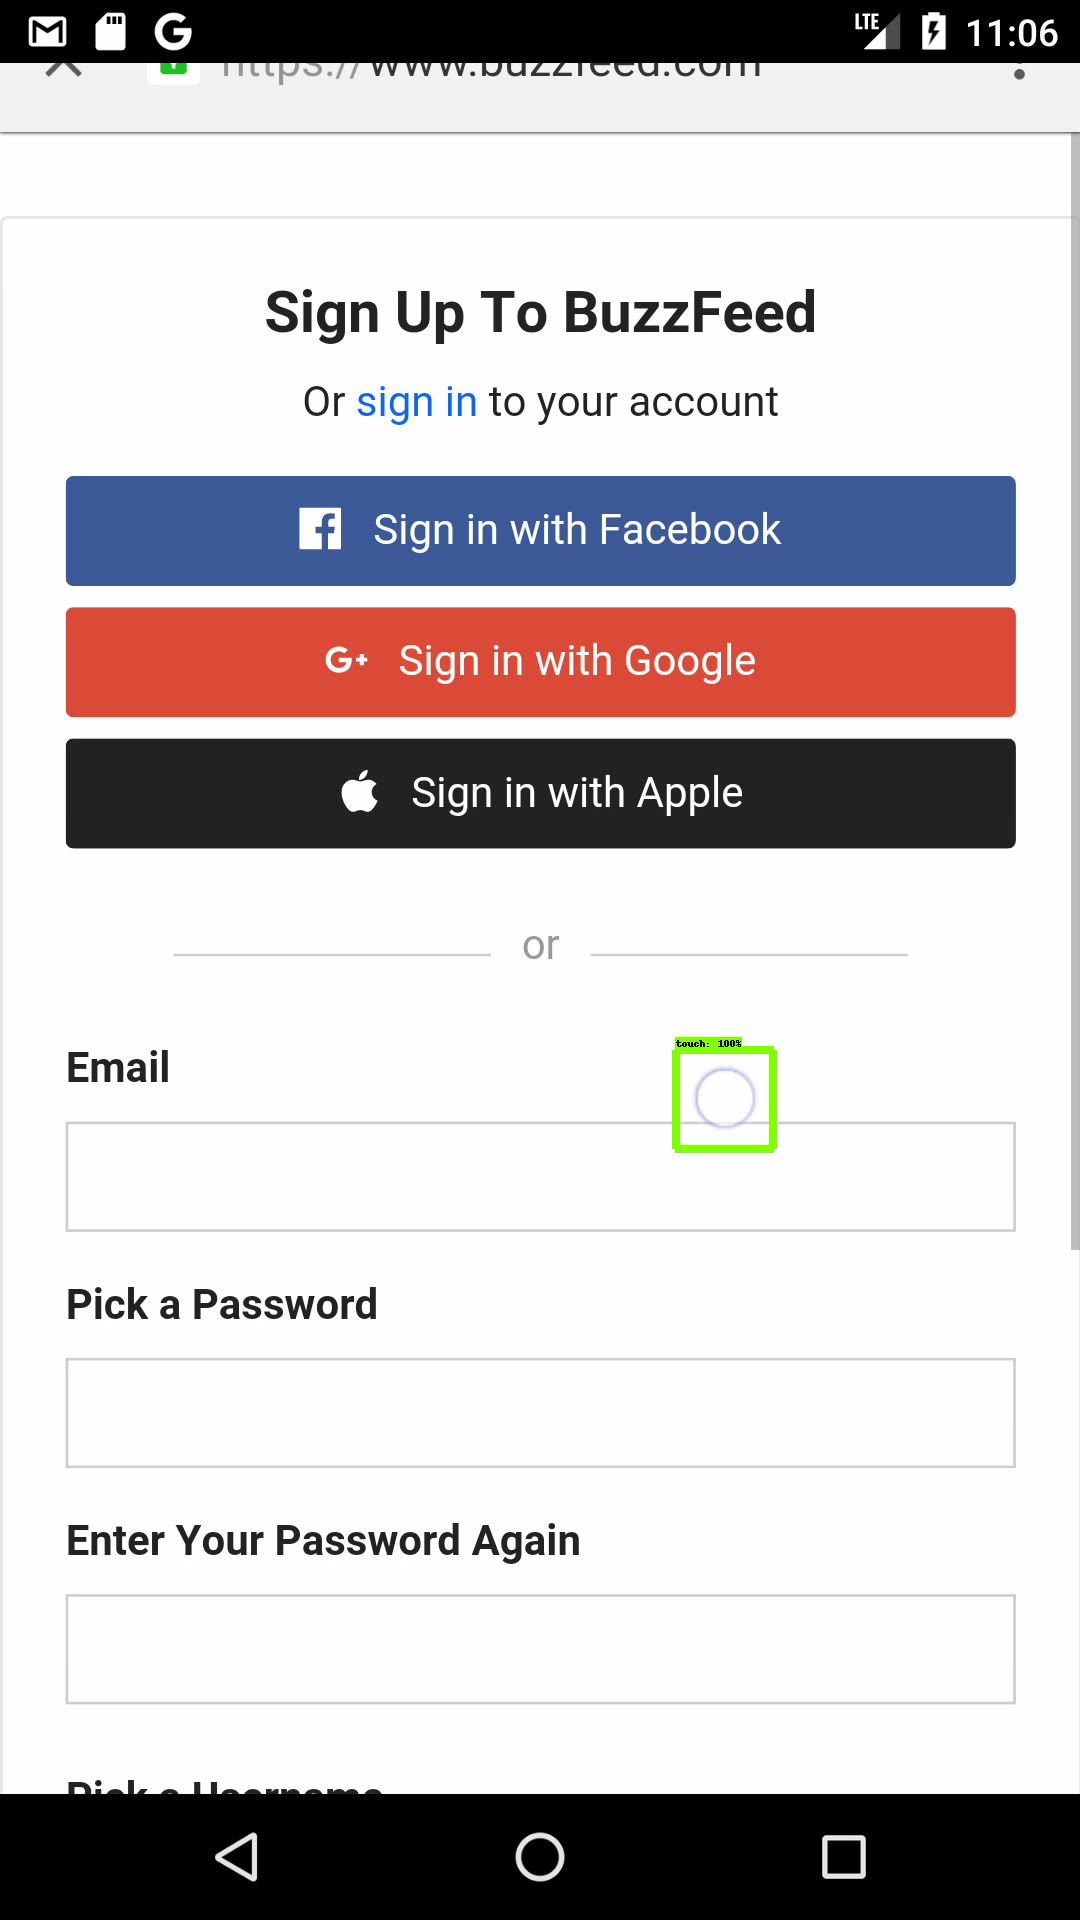 LTE 11:06
https://www.buzzfeed.com
Sign Up To BuzzFeed
Or sign in to your account
Sign in with Facebook
G+ Sign in with Google
Sign in with Apple
or
touch: 100%
Email
Pick a Password
Enter Your Password Again
Pick a Username